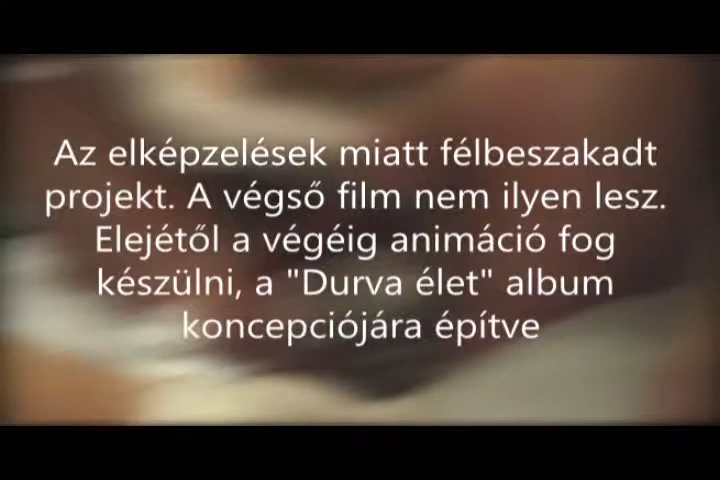 Az elképzelések miatt félbeszakadt
projekt. A végső film nem ilyen lesz.
Elejétől a végéig animáció fog
készülni, a "Durva élet" album
koncepciójára építve